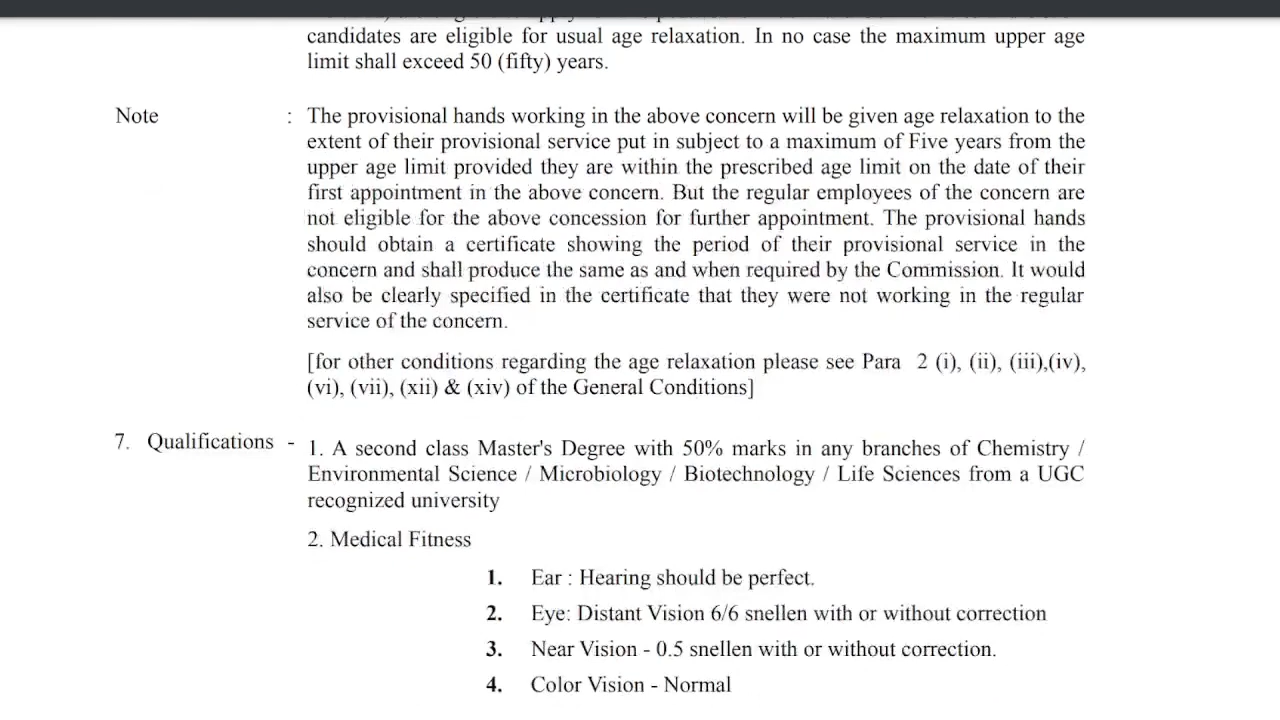 candidates are eligible for usual age relaxation. In no case the maximum upper age
limit shall exceed 50 (fifty) years.
Note : The provisional hands working in the above concern will be given age relaxation to the
extent of their provisional service put in subject to a maximum of Five years from the
upper age limit provided they are within the prescribed age limit on the date of their
first appointment in the above concern. But the regular employees of the concern are
not eligible for the above concession for further appointment. The provisional hands
should obtain a certificate showing the period of their provisional service in the
concern and shall produce the same as and when required by the Commission. It would
also be clearly specified in the certificate that they were not working in the regular
service of the concern.
[for other conditions regarding the age relaxation please see Para 2 (i), (ii), (iii),(iv),
(vi), (vii), (xii) & (xiv) of the General Conditions]
7. Qualifications - 1. A second class Master's Degree with 50% marks in any branches of Chemistry /
Environmental Science / Microbiology / Biotechnology / Life Sciences from a UGC
recognized university
2. Medical Fitness
1. Ear : Hearing should be perfect.
2. Eye: Distant Vision 6/6 snellen with or without correction
3. Near Vision - 0.5 snellen with or without correction.
4. Color Vision - Normal